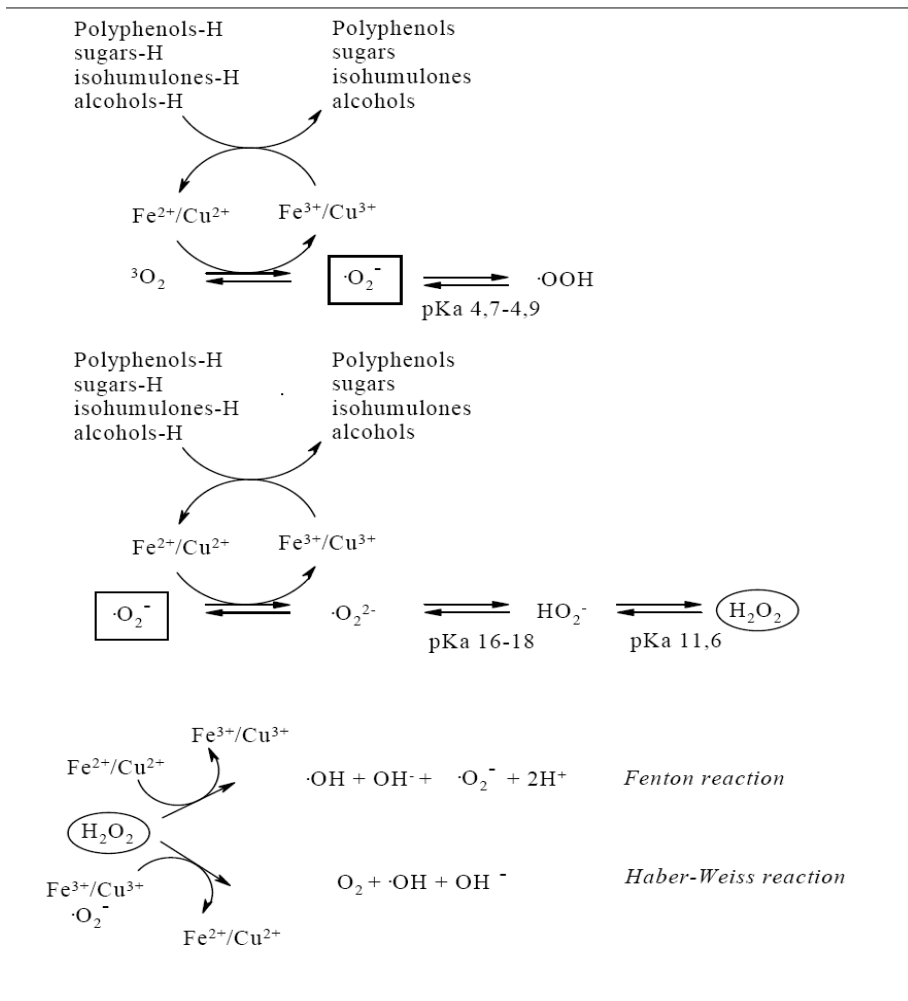 Polyphenols-H Polyphenols
sugars-H sugars
isohumulones-H isohumulones
alcohols-H alcohols
Fe²⁺/Cu²⁺ Fe³⁺/Cu³⁺
³O₂ ·O₂⁻ ·OOH
pKa 4,7-4,9
Polyphenols-H Polyphenols
sugars-H sugars
isohumulones-H isohumulones
alcohols-H alcohols
Fe²⁺/Cu²⁺ Fe³⁺/Cu³⁺
·O₂⁻ ·O₂²⁻ HO₂⁻ H₂O₂
pKa 16-18 pKa 11,6
Fe³⁺/Cu³⁺
Fe²⁺/Cu²⁺
·OH + OH⁻ + ·O₂⁻ + 2H⁺ Fenton reaction
H₂O₂
Fe³⁺/Cu³⁺ O₂ + ·OH + OH⁻ Haber-Weiss reaction
·O₂⁻
Fe²⁺/Cu²⁺